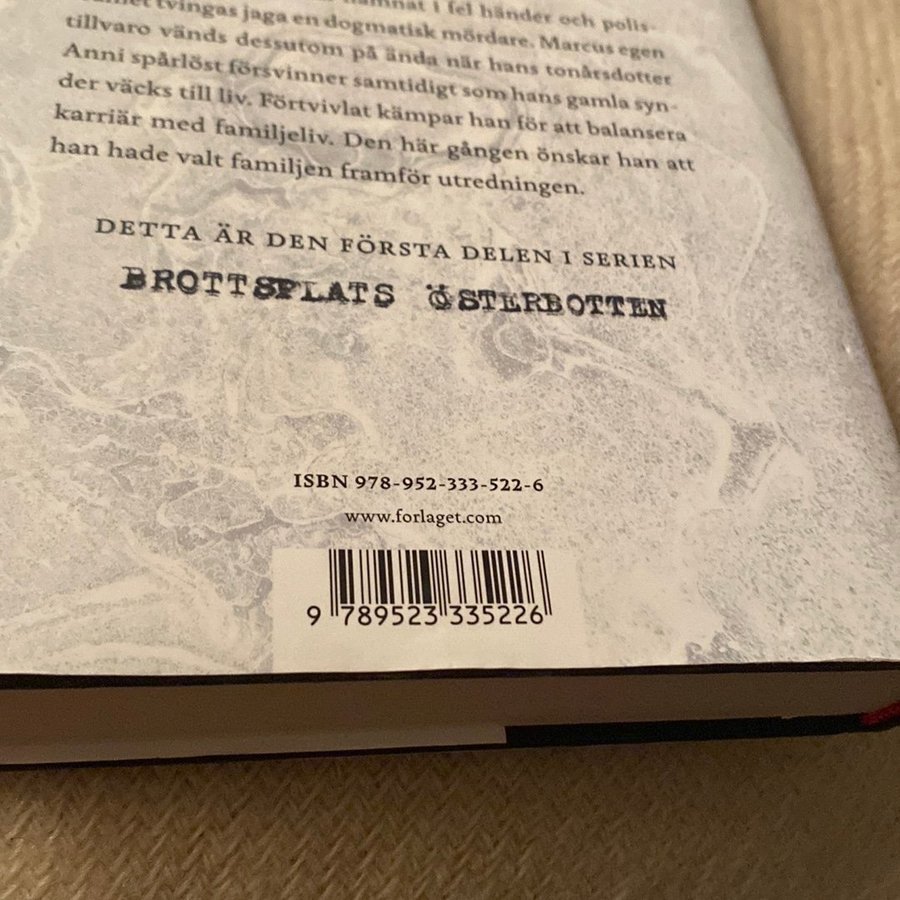 hamnat i fel händer och polis-
tvingas jaga en dogmatisk mördare. Marcus egen
tillvaro vänds dessutom på ända när hans tonårsdotter
Anni spårlöst försvinner samtidigt som hans gamla syn-
der väcks till liv. Förtvivlat kämpar han för att balansera
karriär med familjeliv. Den här gången önskar han att
han hade valt familjen framför utredningen.
DETTA ÄR DEN FÖRSTA DELEN I SERIEN
BROTTSPLATS ÖSTERBOTTEN
ISBN 978-952-333-522-6
www.forlaget.com
9 789523 335226